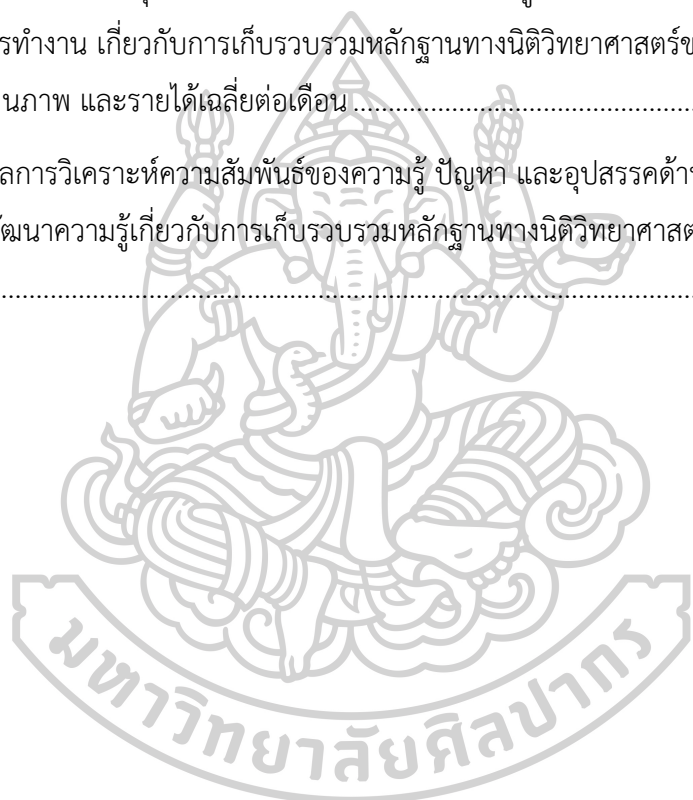 รทำงาน เกี่ยวกับการเก็บรวบรวมหลักฐานทางนิติวิทยาศาสตร์ข
นภาพ และรายได้เฉลี่ยต่อเดือน
ลการวิเคราะห์ความสัมพันธ์ของความรู้ ปัญหา และอุปสรรคด้าน
ัฒนาความรู้เกี่ยวกับการเก็บรวบรวมหลักฐานทางนิติวิทยาศาสต
มหาวิทยาลัยศิลปากร